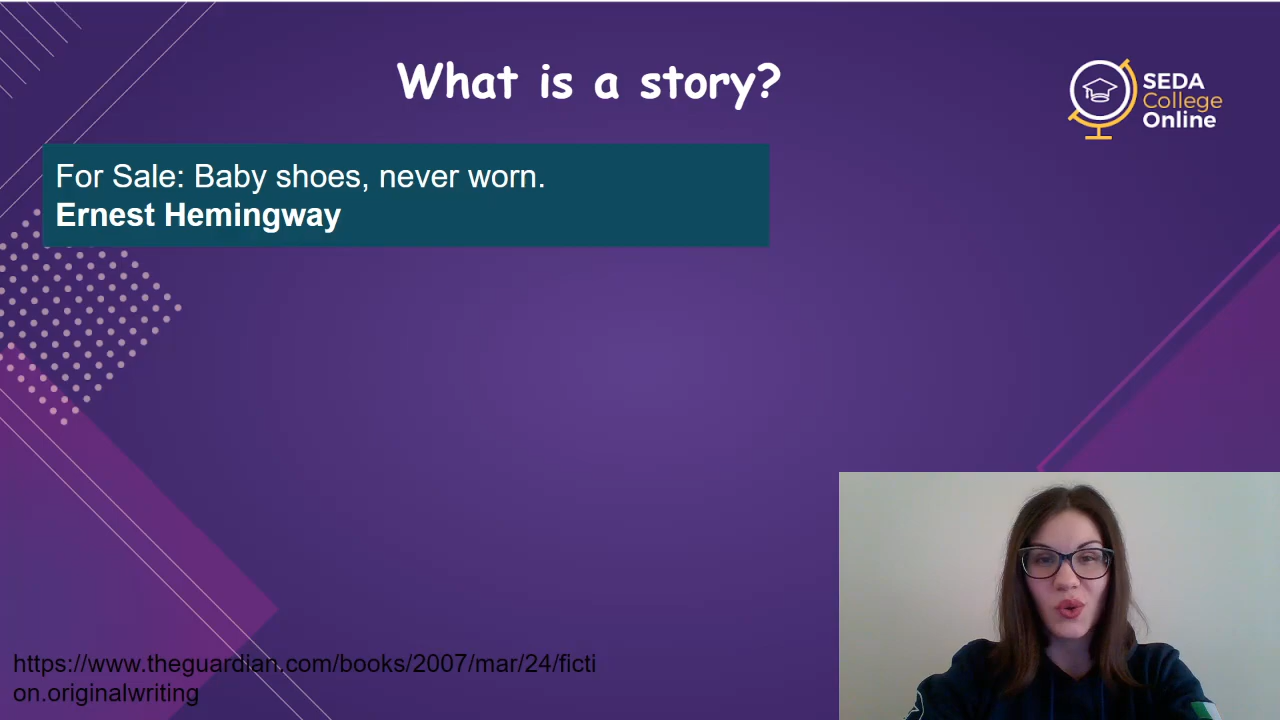 What is a story?
SEDA
College
Online
For Sale: Baby shoes, never worn.
Ernest Hemingway
https://www.theguardian.com/books/2007/mar/24/ficti
on.originalwriting